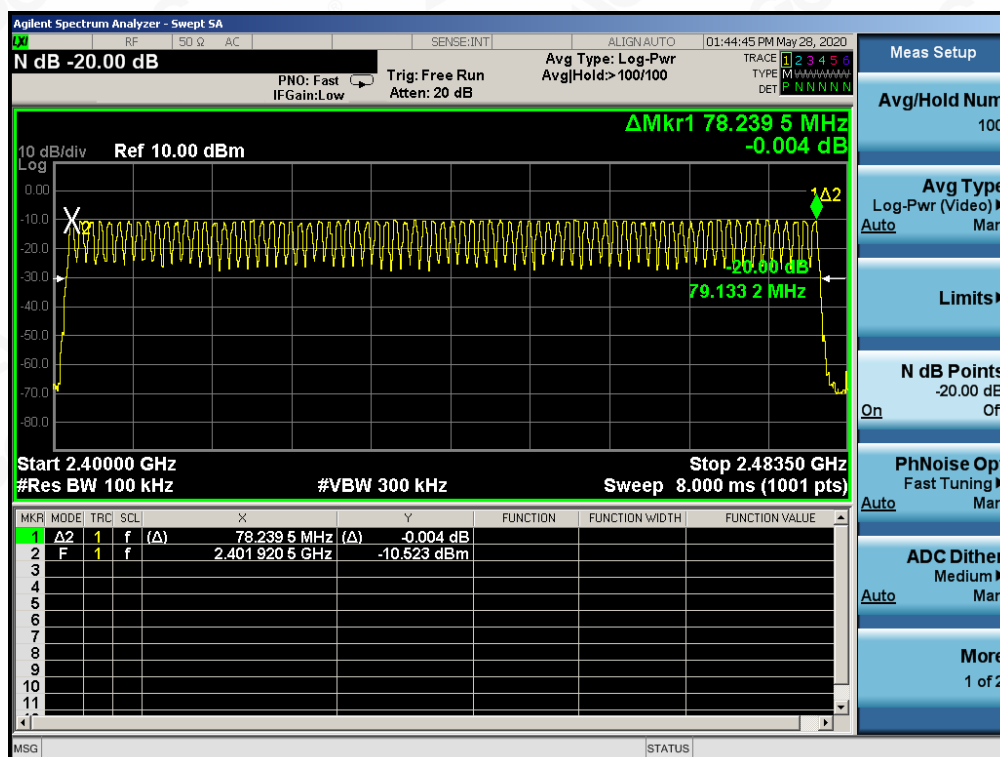 Agilent Spectrum Analyzer - Swept SA
LXI RF 50 Ω AC SENSE:INT ALIGN AUTO 01:44:45 PM May 28, 2020
N dB -20.00 dB
PNO: Fast
IFGain:Low
Trig: Free Run
Atten: 20 dB
Avg Type: Log-Pwr
Avg|Hold:> 100/100
TRACE 1 2 3 4 5 6
TYPE M
DET P N N N N N
ΔMkr1 78.239 5 MHz
-0.004 dB
10 dB/div Ref 10.00 dBm
Log
0.00
-10.0
-20.0
-30.0
-40.0
-50.0
-60.0
-70.0
-80.0
X2
1Δ2
-20.00 dB
79.133 2 MHz
Start 2.40000 GHz Stop 2.48350 GHz
#Res BW 100 kHz #VBW 300 kHz Sweep 8.000 ms (1001 pts)
MKR MODE TRC SCL X Y FUNCTION FUNCTION WIDTH FUNCTION VALUE
1 Δ2 1 f (Δ) 78.239 5 MHz (Δ) -0.004 dB
2 F 1 f 2.401 920 5 GHz -10.523 dBm
3
4
5
6
7
8
9
10
11
MSG STATUS
Meas Setup
Avg/Hold Num
100
Avg Type
Log-Pwr (Video)
Auto Man
Limits
N dB Points
-20.00 dB
On Off
PhNoise Opt
Fast Tuning
Auto Man
ADC Dither
Medium
Auto Man
More
1 of 2